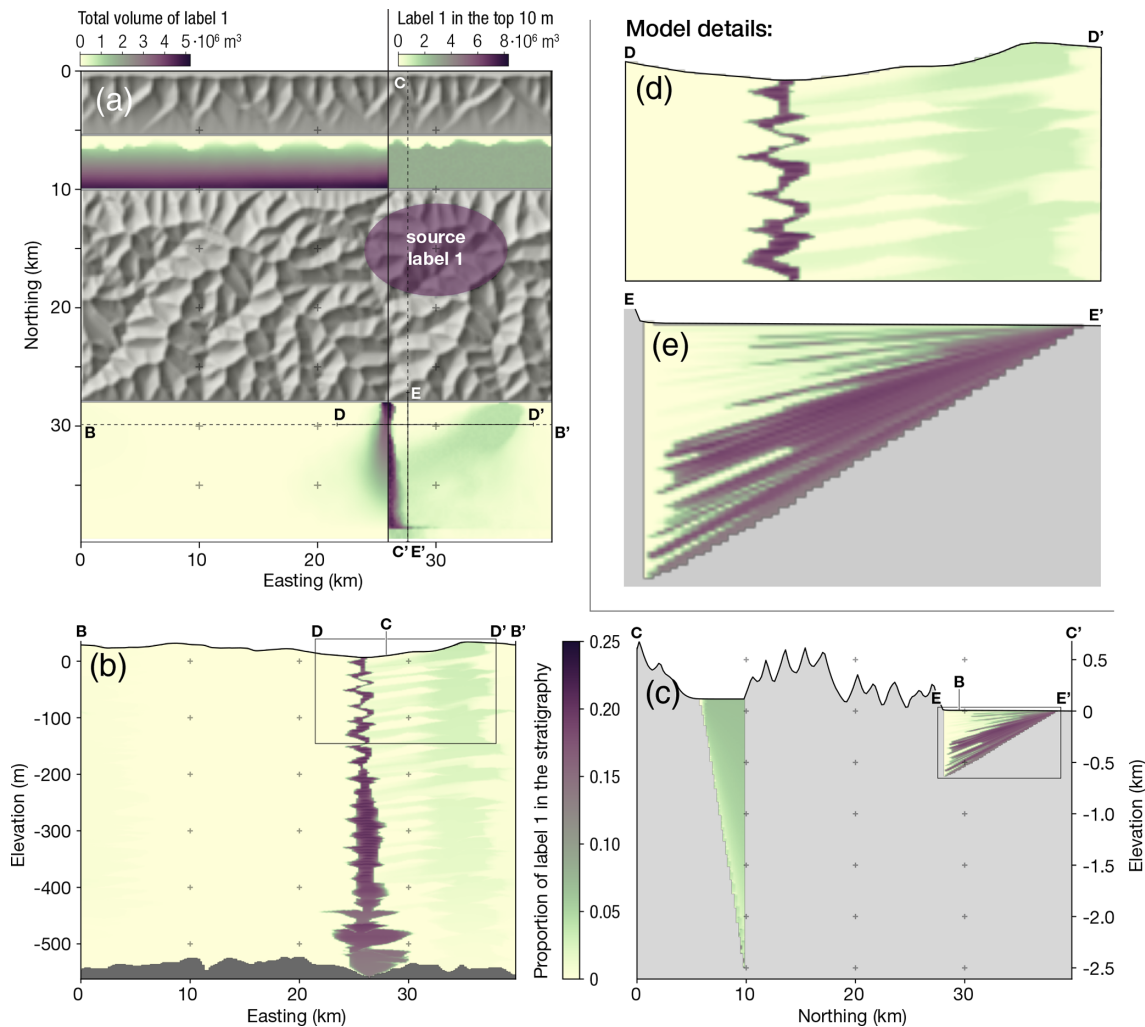 Total volume of label 1
0 1 2 3 4 5·10⁶ m³
Label 1 in the top 10 m
0 2 4 6 8·10⁶ m³
(a)
C
0
10
20
30
Northing (km)
source
label 1
E
D
D'
B
B'
C' E'
0 10 20 30
Easting (km)
Model details:
D
D'
(d)
E
E'
(e)
B
D
C
D' B'
(b)
0
-100
-200
-300
-400
-500
Elevation (m)
0 10 20 30
Easting (km)
0.25
0.20
0.15
0.10
0.05
0
Proportion of label 1 in the stratigraphy
C
C'
(c)
E
B
E'
0.5
0
-0.5
-1.0
-1.5
-2.0
-2.5
Elevation (km)
0 10 20 30
Northing (km)